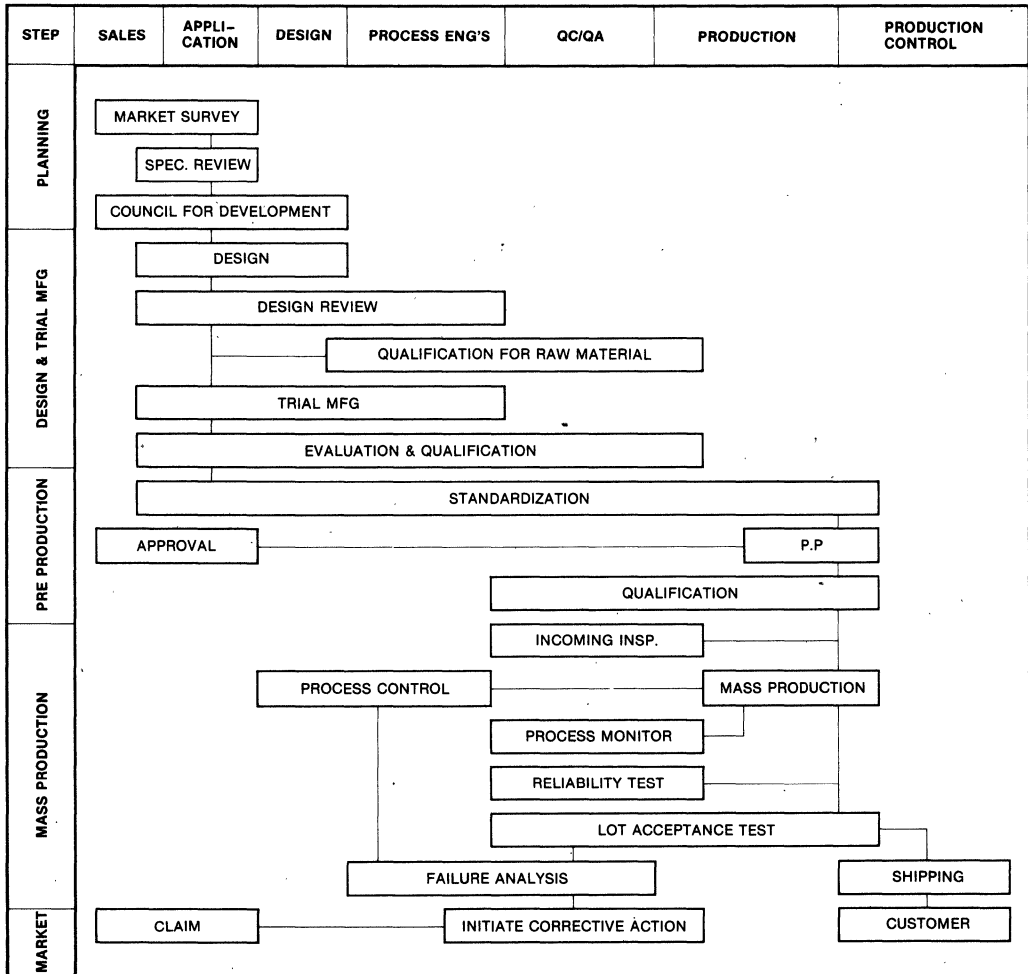 STEP
SALES
APPLI-
CATION
DESIGN
PROCESS ENG'S
QC/QA
PRODUCTION
PRODUCTION
CONTROL
PLANNING
MARKET SURVEY
SPEC. REVIEW
COUNCIL FOR DEVELOPMENT
DESIGN & TRIAL MFG
DESIGN
DESIGN REVIEW
QUALIFICATION FOR RAW MATERIAL
TRIAL MFG
EVALUATION & QUALIFICATION
PRE PRODUCTION
STANDARDIZATION
APPROVAL
P.P
QUALIFICATION
MASS PRODUCTION
INCOMING INSP.
PROCESS CONTROL
MASS PRODUCTION
PROCESS MONITOR
RELIABILITY TEST
LOT ACCEPTANCE TEST
FAILURE ANALYSIS
SHIPPING
MARKET
CLAIM
INITIATE CORRECTIVE ACTION
CUSTOMER